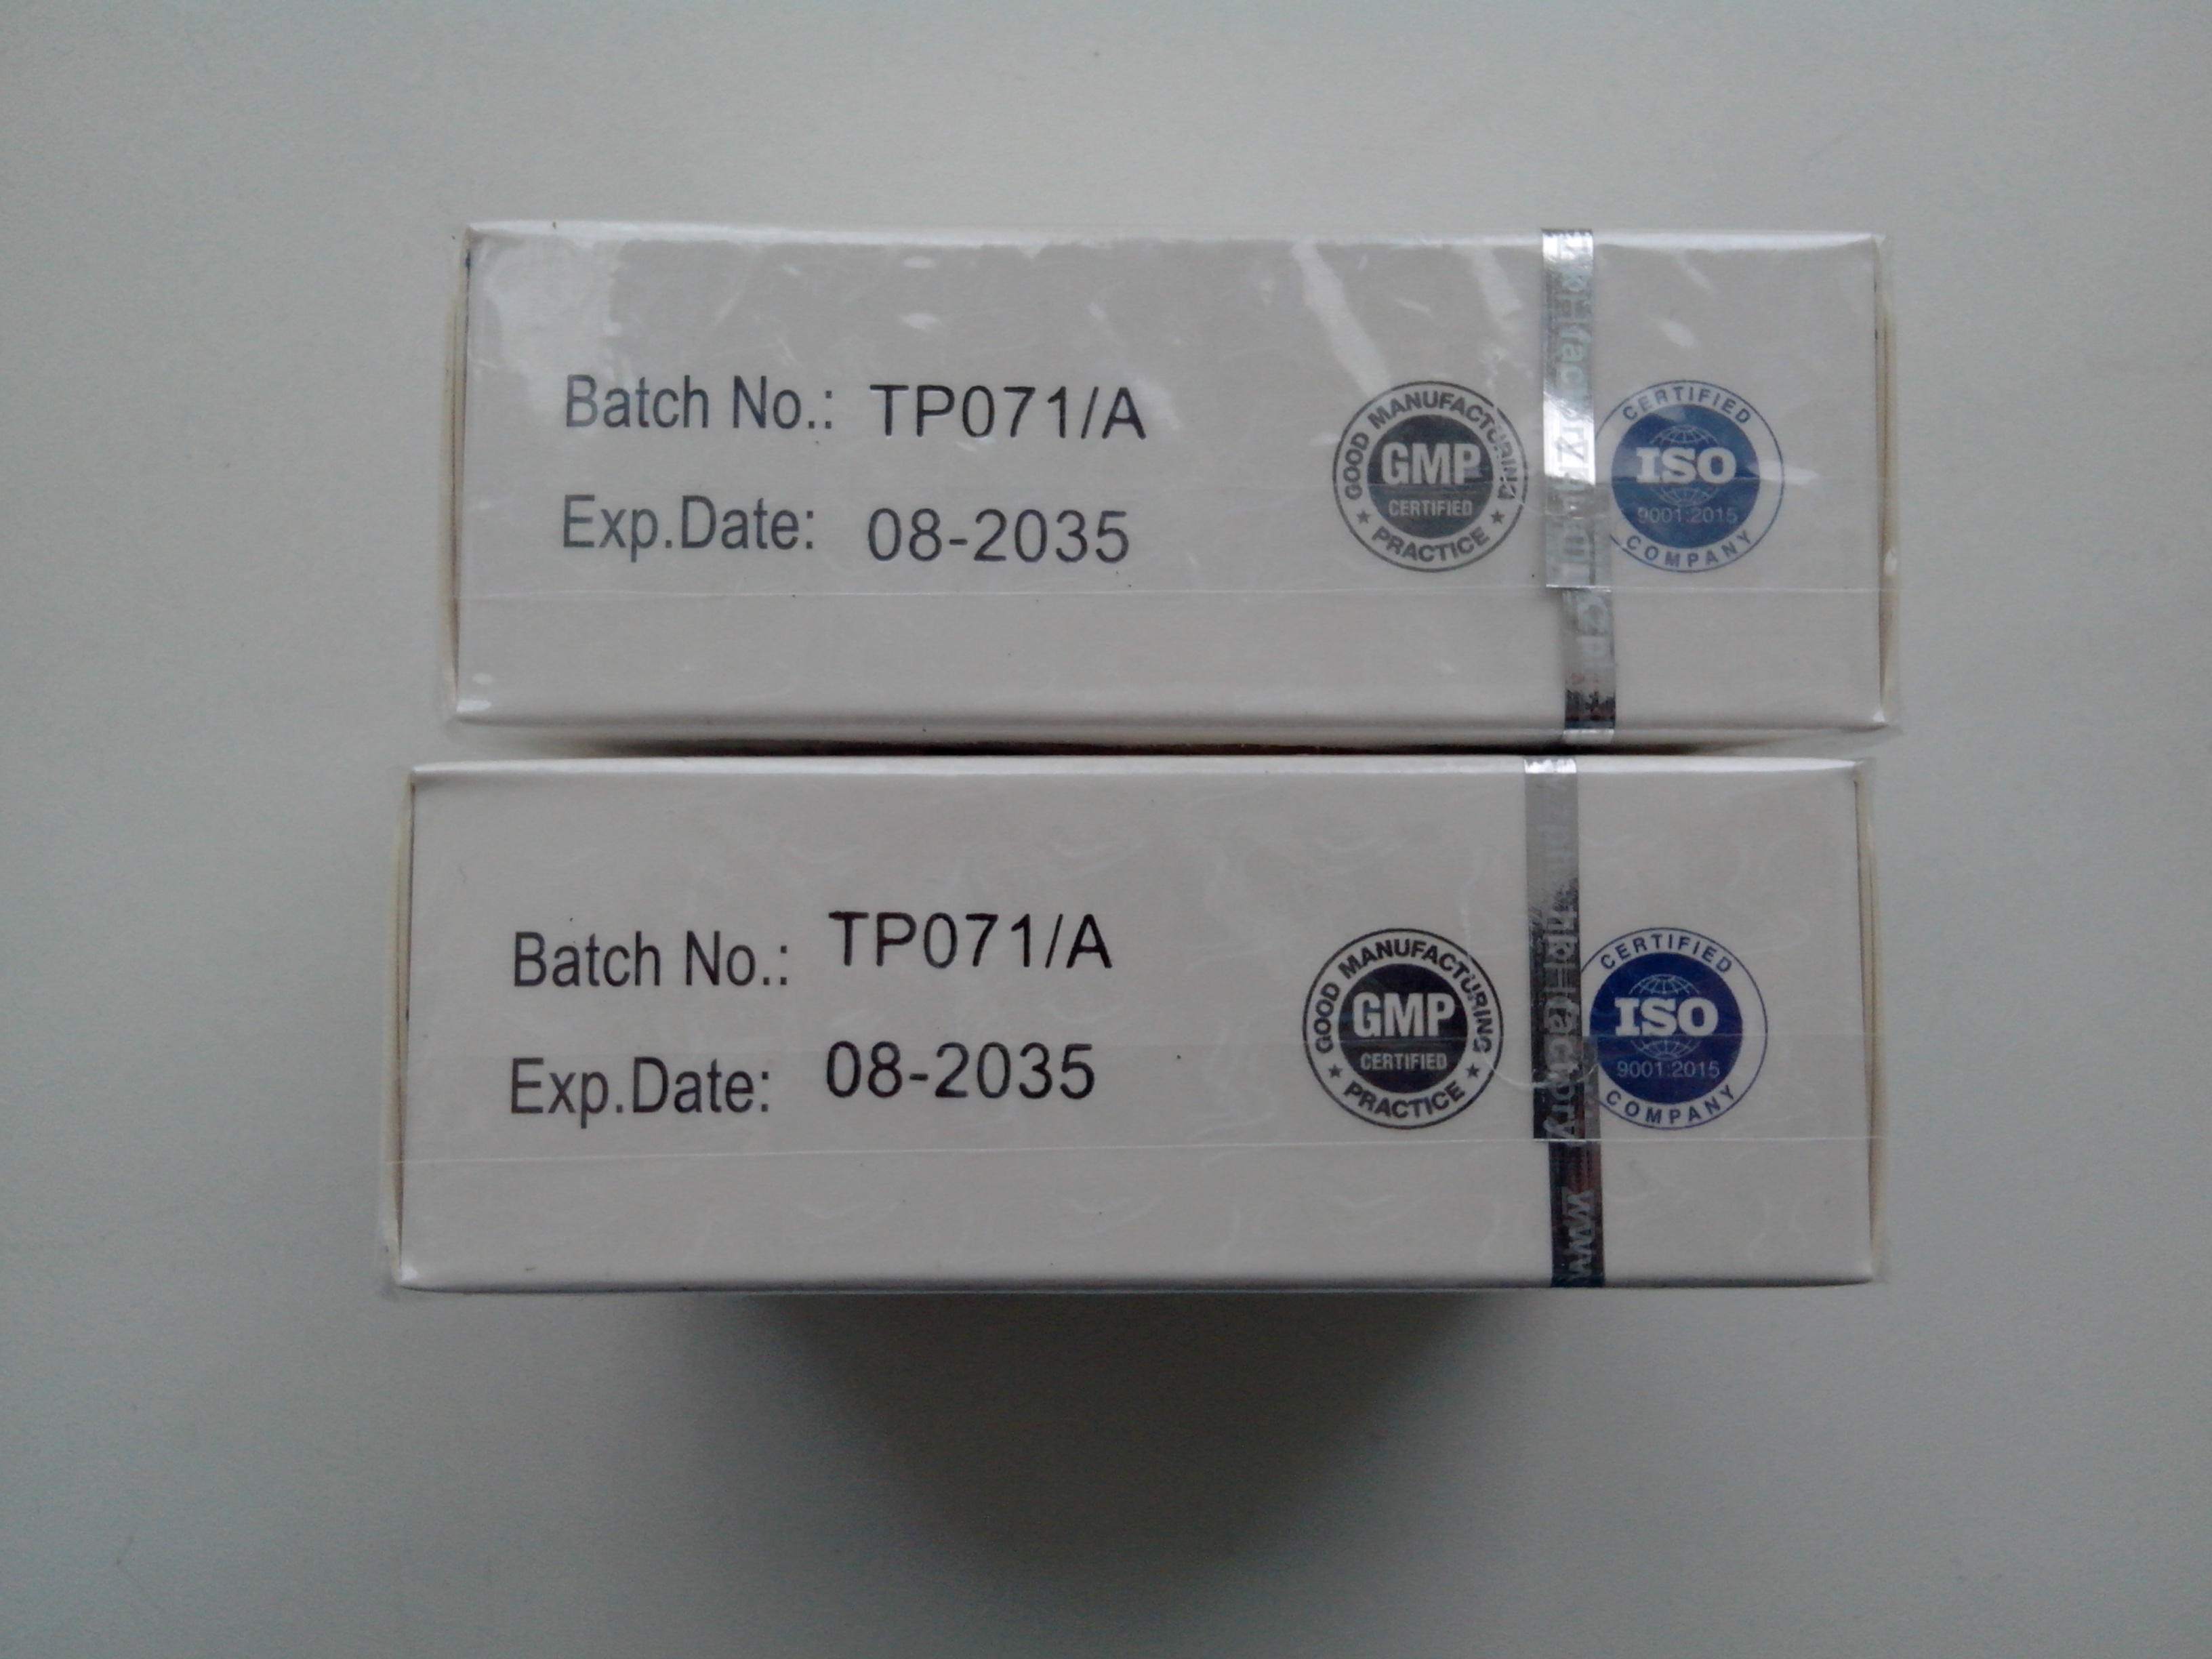 Batch No.: TP071/A
Exp.Date: 08-2035
GOOD MANUFACTURING
GMP
CERTIFIED
PRACTICE
CERTIFIED
ISO
9001:2015
COMPANY
Batch No.: TP071/A
Exp.Date: 08-2035
GOOD MANUFACTURING
GMP
CERTIFIED
PRACTICE
CERTIFIED
ISO
9001:2015
COMPANY
www